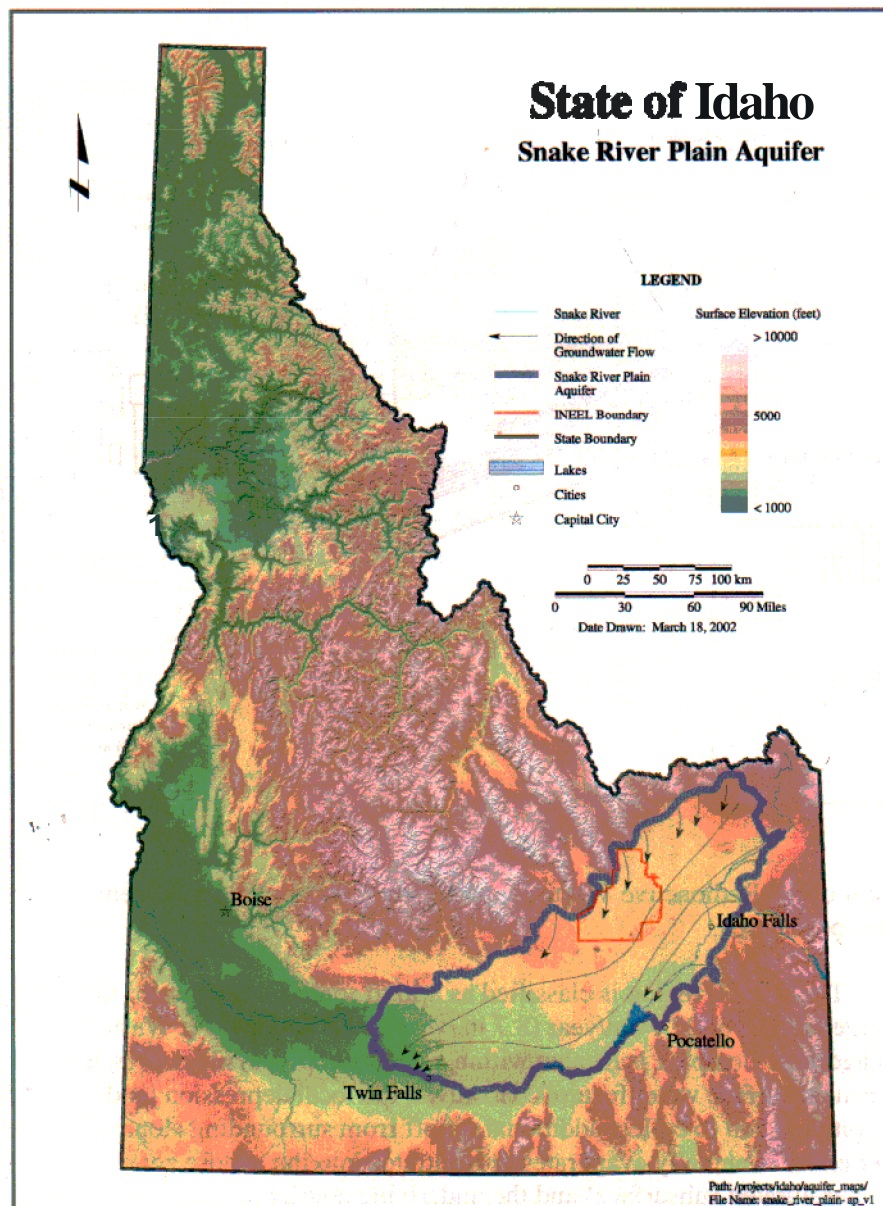 State of Idaho
Snake River Plain Aquifer
LEGEND
Snake River
Direction of
Groundwater Flow
Snake River Plain
Aquifer
INEEL Boundary
State Boundary
Lakes
Cities
Capital City
Surface Elevation (feet)
> 10000
5000
< 1000
0 25 50 75 100 km
0 30 60 90 Miles
Date Drawn: March 18, 2002
Boise
Idaho Falls
Pocatello
Twin Falls
Path: /projects/idaho/aquifer_maps/
File Name: snake_river_plain- ap_v1